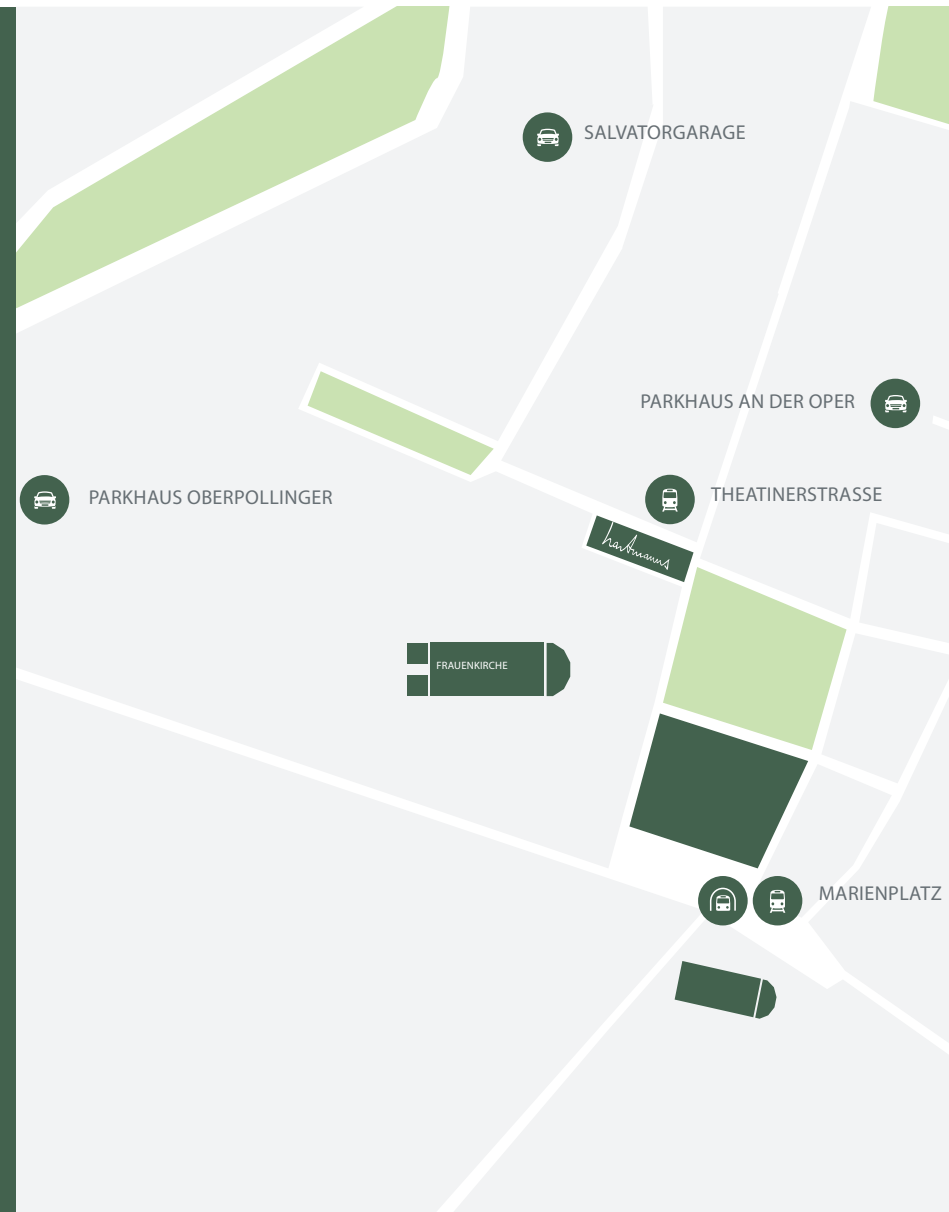 SALVATORGARAGE
PARKHAUS AN DER OPER
PARKHAUS OBERPOLLINGER
THEATINERSTRASSE
hartmanns
FRAUENKIRCHE
MARIENPLATZ